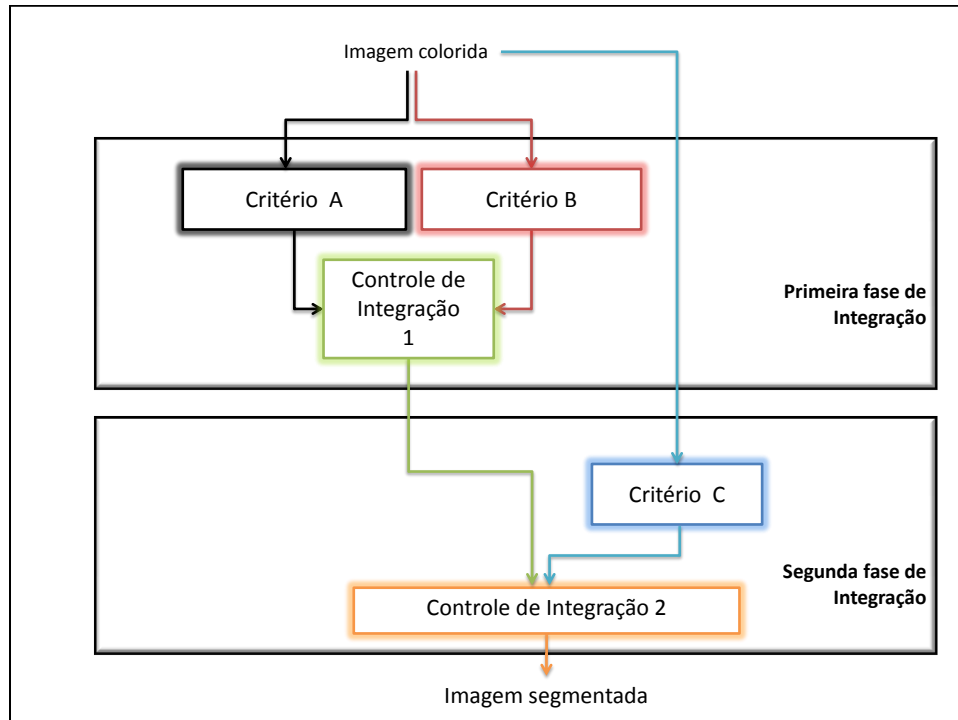 Imagem colorida
Critério A
Critério B
Controle de
Integração
1
Primeira fase de
Integração
Critério C
Segunda fase de
Integração
Controle de Integração 2
Imagem segmentada